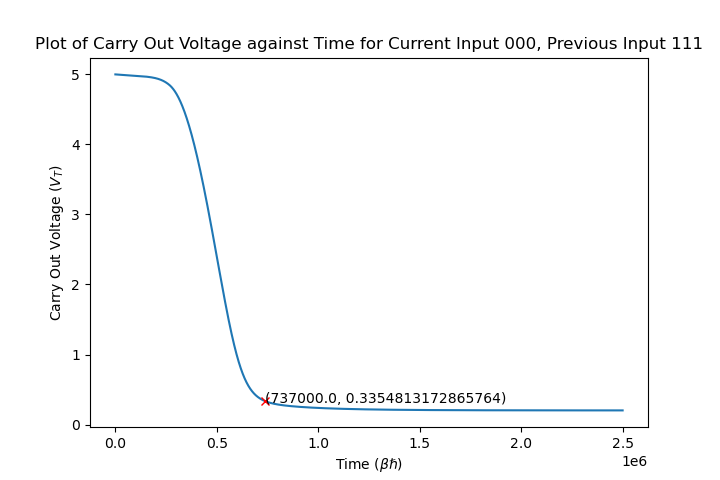 Plot of Carry Out Voltage against Time for Current Input 000, Previous Input 111
5
4
3
2
1
0
Carry Out Voltage (V_T)
(737000.0, 0.3354813172865764)
0.0 0.5 1.0 1.5 2.0 2.5
1e6
Time (βħ)